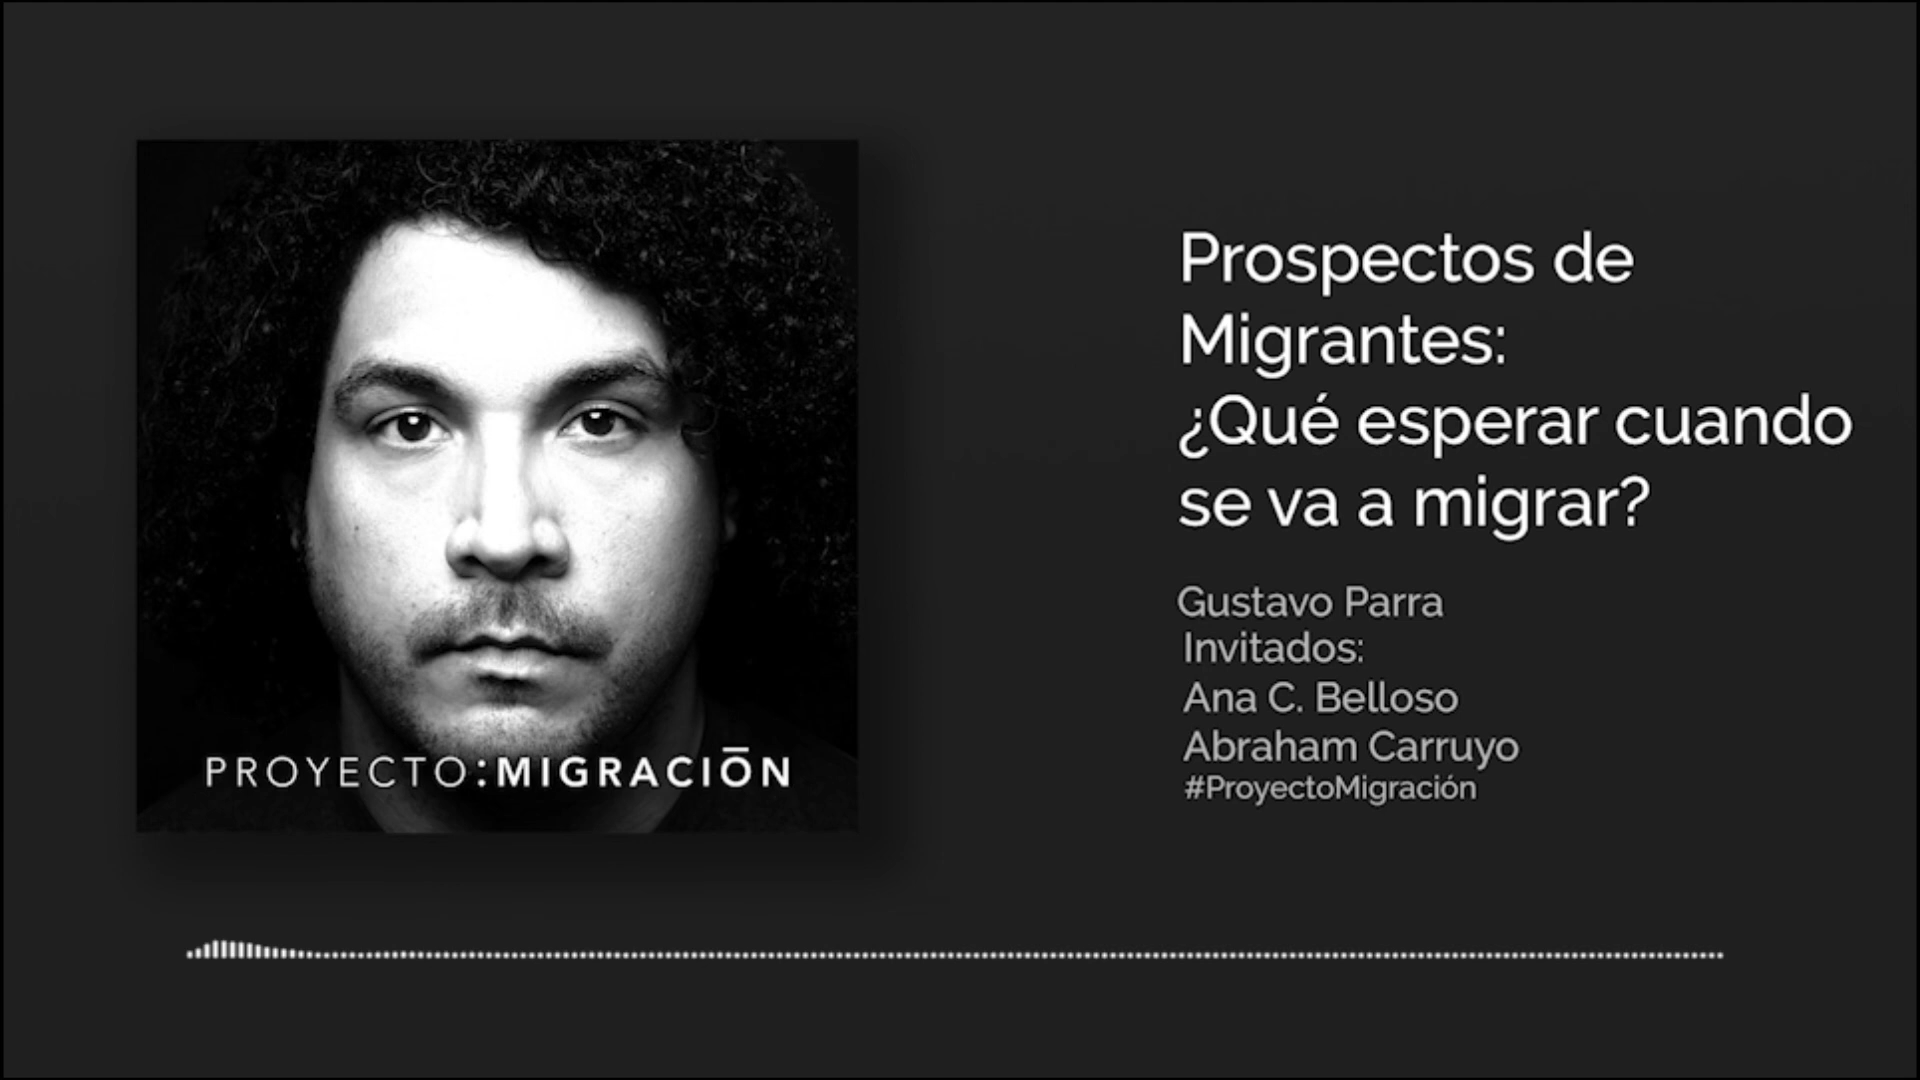 PROYECTO:MIGRACIŌN
Prospectos de
Migrantes:
¿Qué esperar cuando
se va a migrar?
Gustavo Parra
Invitados:
Ana C. Belloso
Abraham Carruyo
#ProyectoMigración